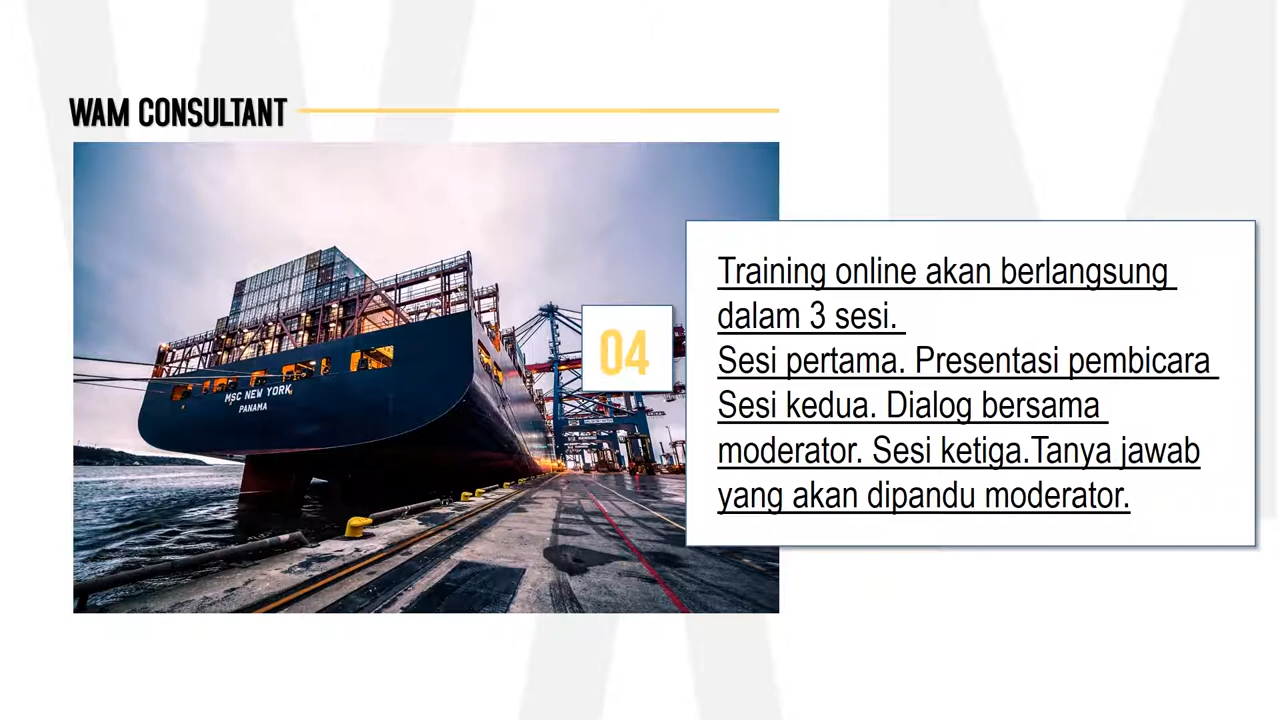 WAM CONSULTANT
MSC NEW YORK
PANAMA
04
Training online akan berlangsung
dalam 3 sesi.
Sesi pertama. Presentasi pembicara
Sesi kedua. Dialog bersama
moderator. Sesi ketiga.Tanya jawab
yang akan dipandu moderator.